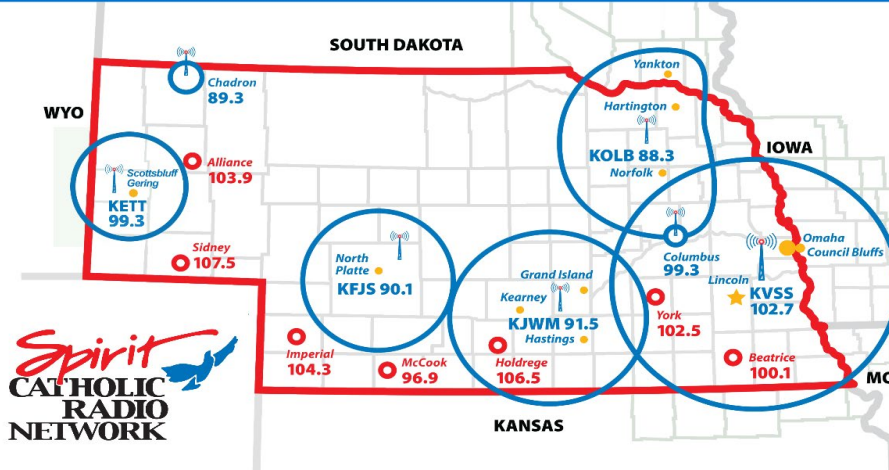 SOUTH DAKOTA
Yankton
Chadron
89.3
WYO
Hartington
KOLB 88.3
Norfolk
IOWA
Alliance
103.9
Scottsbluff
Gering
KETT
99.3
Sidney
107.5
North
Platte
KFJS 90.1
Columbus
99.3
Omaha
Council Bluffs
Lincoln
KVSS
102.7
Grand Island
Kearney
KJWM 91.5
Hastings
York
102.5
Imperial
104.3
McCook
96.9
Holdrege
106.5
Beatrice
100.1
MO
KANSAS
Spirit
CATHOLIC
RADIO
NETWORK